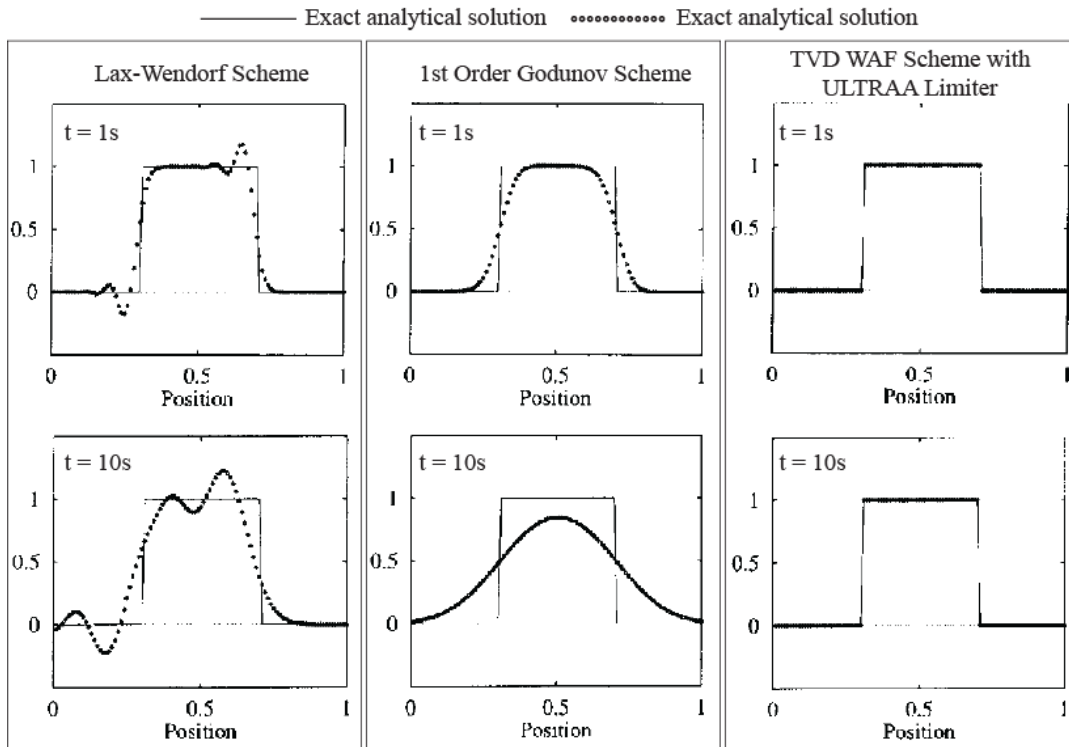 Exact analytical solution Exact analytical solution
Lax-Wendorf Scheme
t = 1s
1
0.5
0
0 0.5 1
Position
t = 10s
1
0.5
0
0 0.5 1
Position
1st Order Godunov Scheme
t = 1s
1
0.5
0
0 0.5 1
Position
t = 10s
1
0.5
0
0 0.5 1
Position
TVD WAF Scheme with
ULTRAA Limiter
t = 1s
1
0.5
0
0 0.5 1
Position
t = 10s
1
0.5
0
0 0.5 1
Position